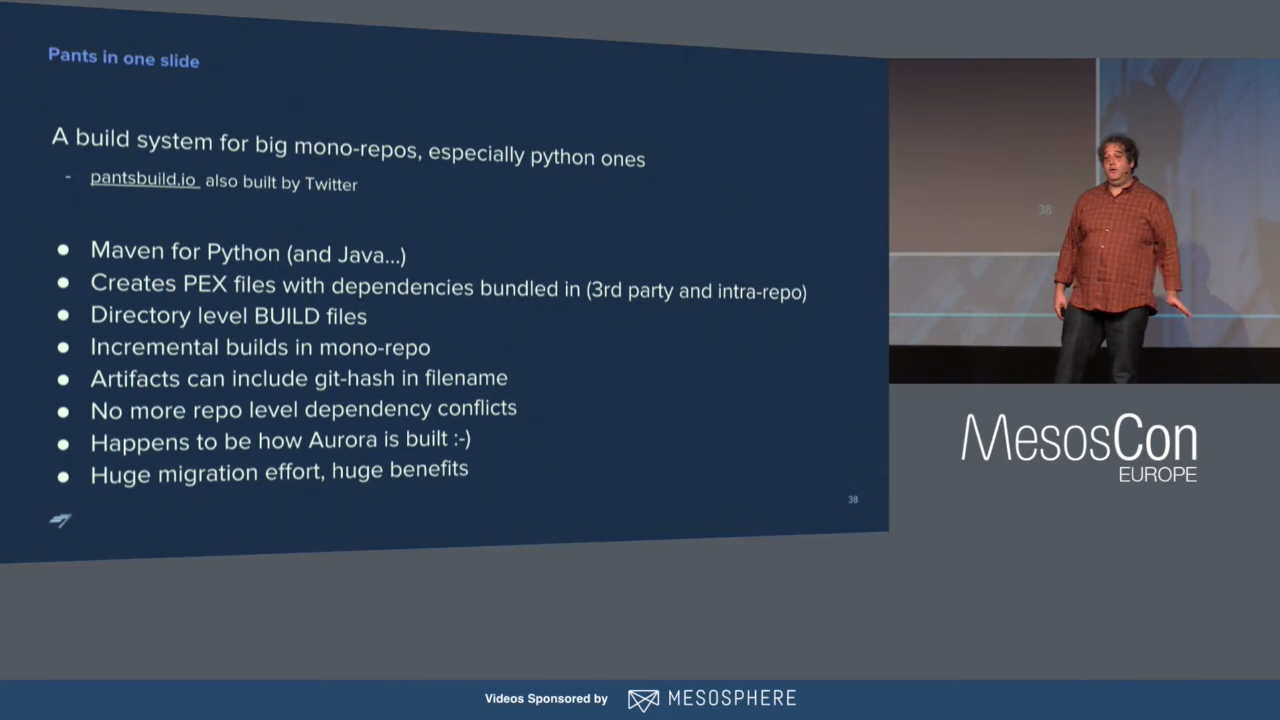 Pants in one slide
A build system for big mono-repos, especially python ones
- pantsbuild.io also built by Twitter
● Maven for Python (and Java...)
● Creates PEX files with dependencies bundled in (3rd party and intra-repo)
● Directory level BUILD files
● Incremental builds in mono-repo
● Artifacts can include git-hash in filename
● No more repo level dependency conflicts
● Happens to be how Aurora is built :-)
● Huge migration effort, huge benefits
38
38
MesosCon
EUROPE
Videos Sponsored by MESOSPHERE